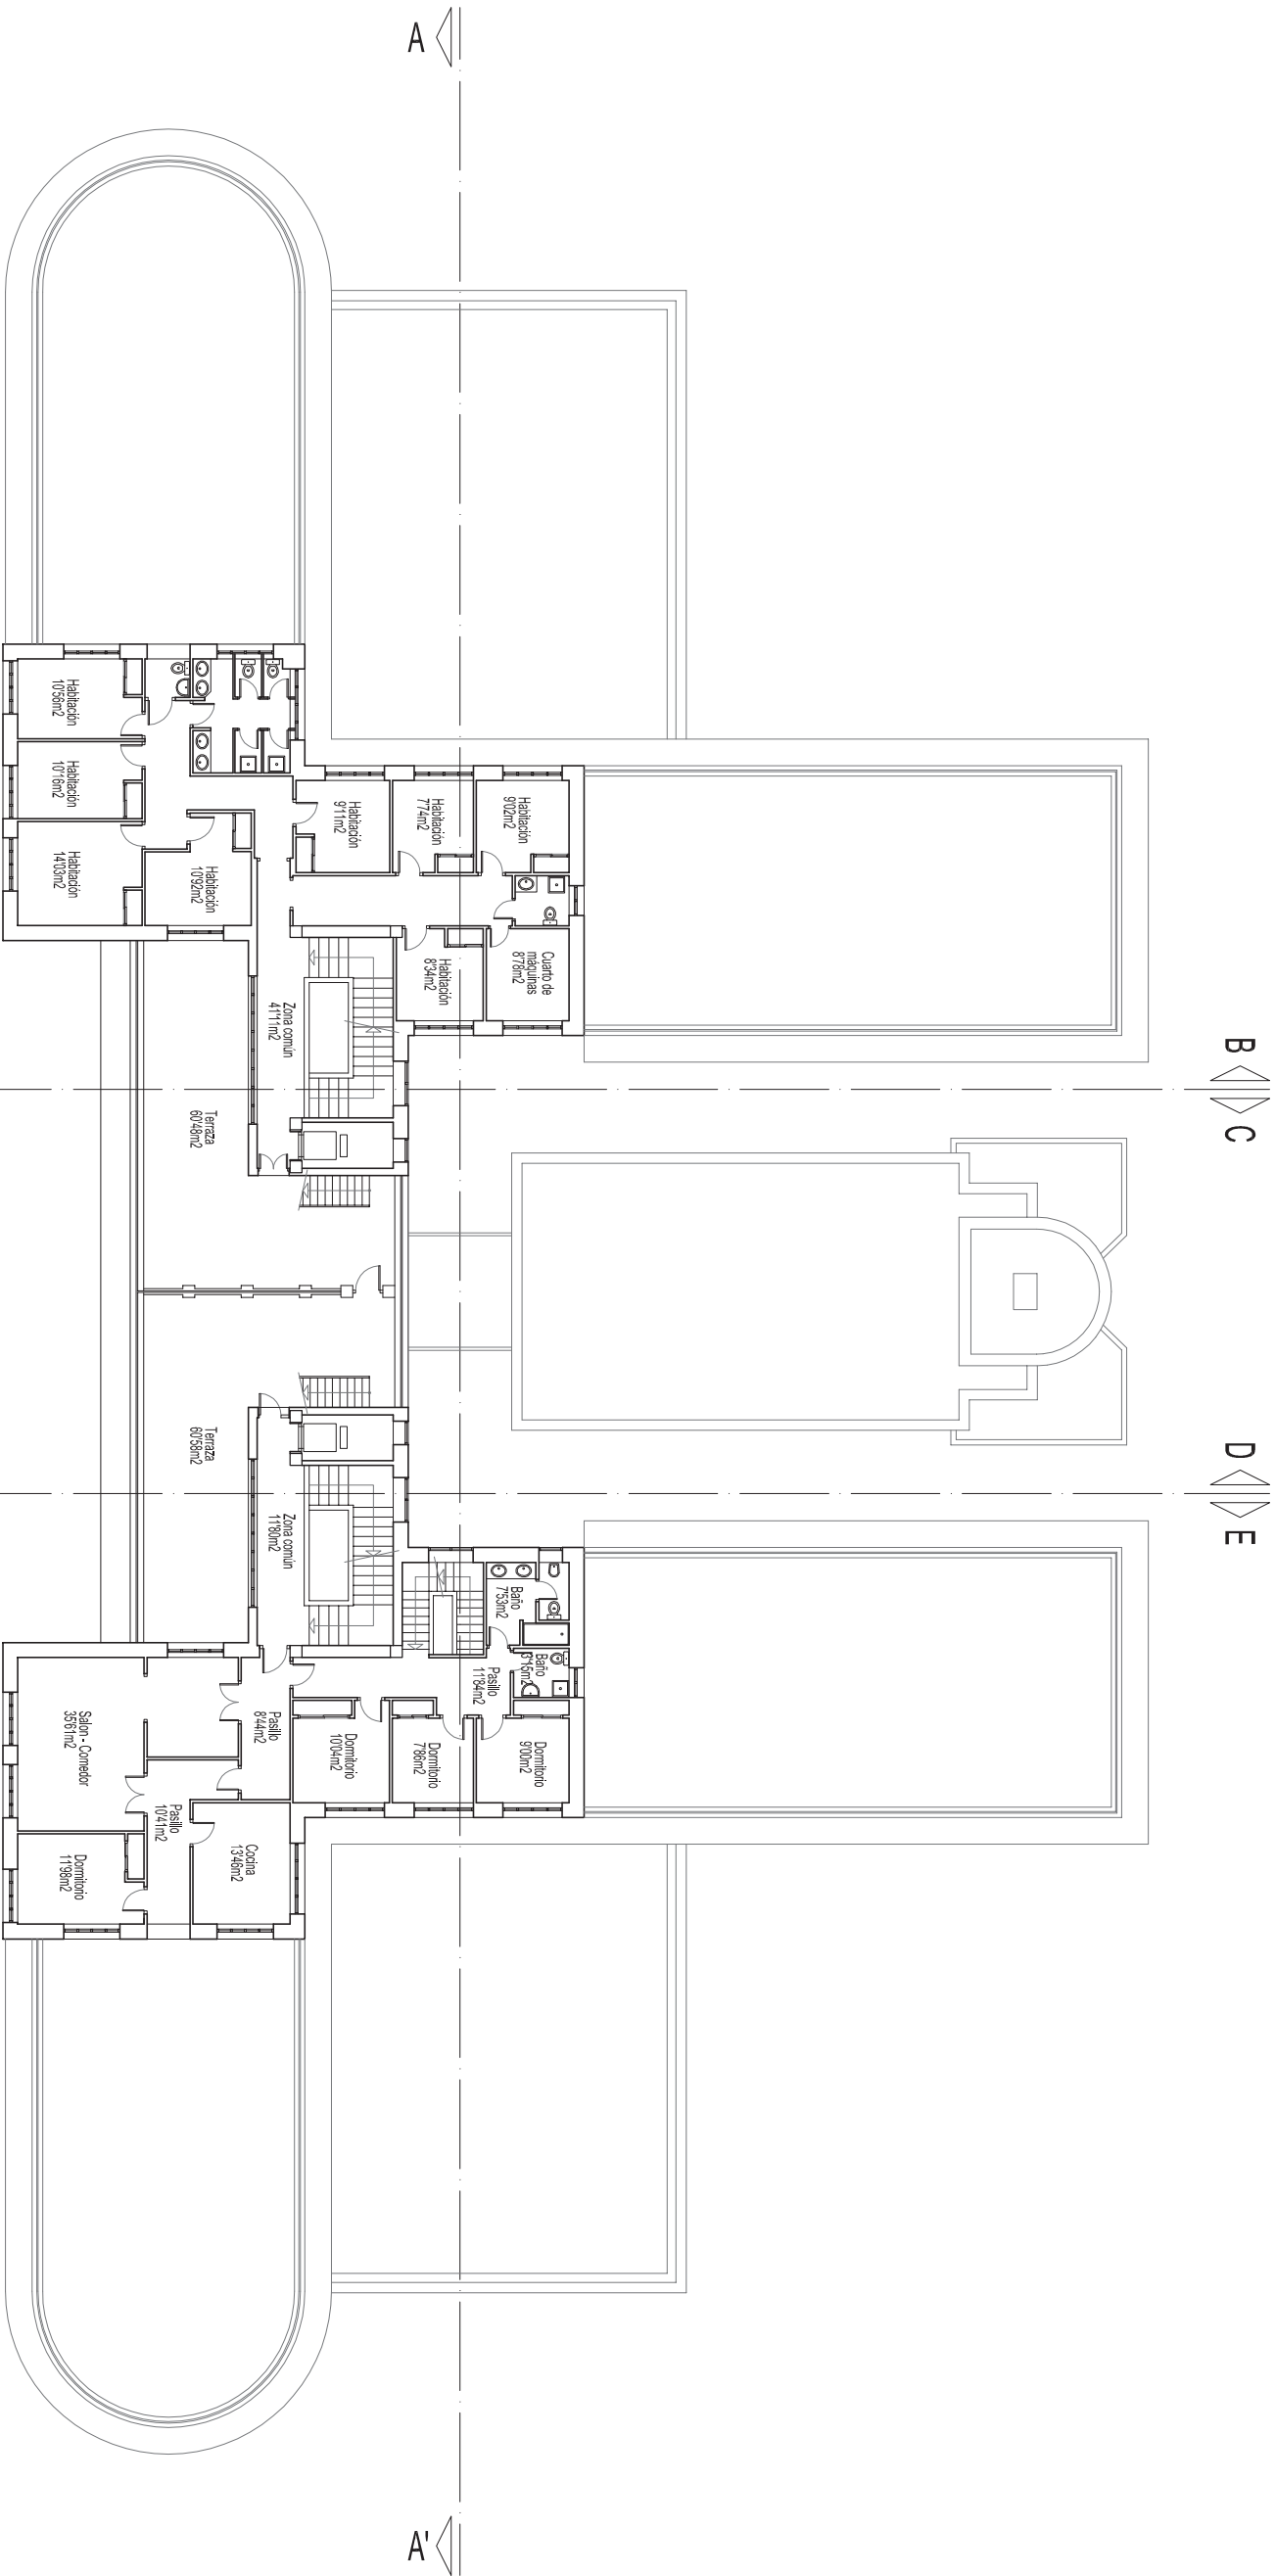 A
Habitación
10'56m2
Habitación
10'16m2
Habitación
14'03m2
Habitación
10'92m2
Habitación
9'11m2
Habitación
7'74m2
Habitación
9'02m2
Habitación
8'34m2
Cuarto de
máquinas
8'78m2
Zona común
41'11m2
Terraza
60'48m2
B
C
Terraza
60'58m2
Zona común
11'80m2
D
E
Baño
7'53m2
Baño
3'15m2
Pasillo
11'84m2
Pasillo
8'44m2
Salon - Comedor
35'61m2
Dormitorio
10'04m2
Dormitorio
7'86m2
Dormitorio
9'00m2
Pasillo
10'41m2
Cocina
13'46m2
Dormitorio
11'98m2
A'